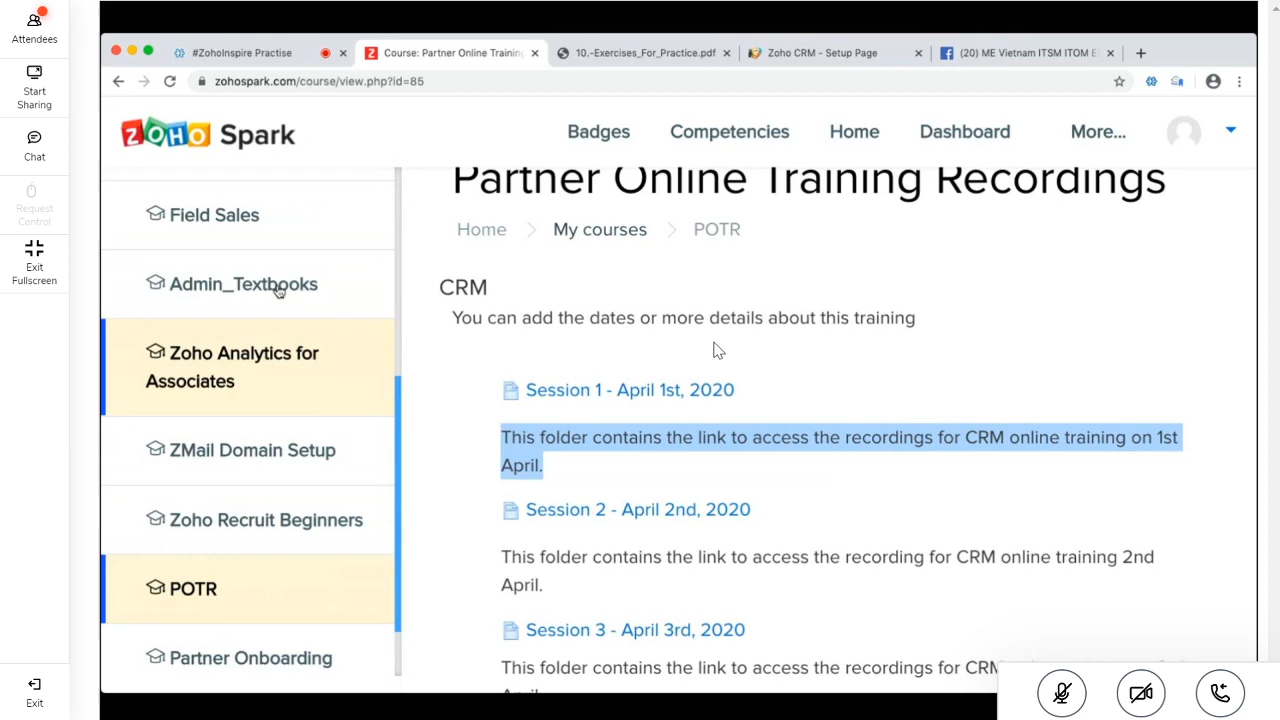 Attendees
Start
Sharing
Chat
Request
Control
Exit
Fullscreen
Exit
#ZohoInspire Practise
Course: Partner Online Training
10.-Exercises_For_Practice.pdf
Zoho CRM - Setup Page
(20) ME Vietnam ITSM ITOM E
zohospark.com/course/view.php?id=85
ZOHO Spark
Badges
Competencies
Home
Dashboard
More...
Field Sales
Admin_Textbooks
Zoho Analytics for
Associates
ZMail Domain Setup
Zoho Recruit Beginners
POTR
Partner Onboarding
Partner Online Training Recordings
Home
My courses
POTR
CRM
You can add the dates or more details about this training
Session 1 - April 1st, 2020
This folder contains the link to access the recordings for CRM online training on 1st
April.
Session 2 - April 2nd, 2020
This folder contains the link to access the recording for CRM online training 2nd
April.
Session 3 - April 3rd, 2020
This folder contains the link to access the recordings for CRM